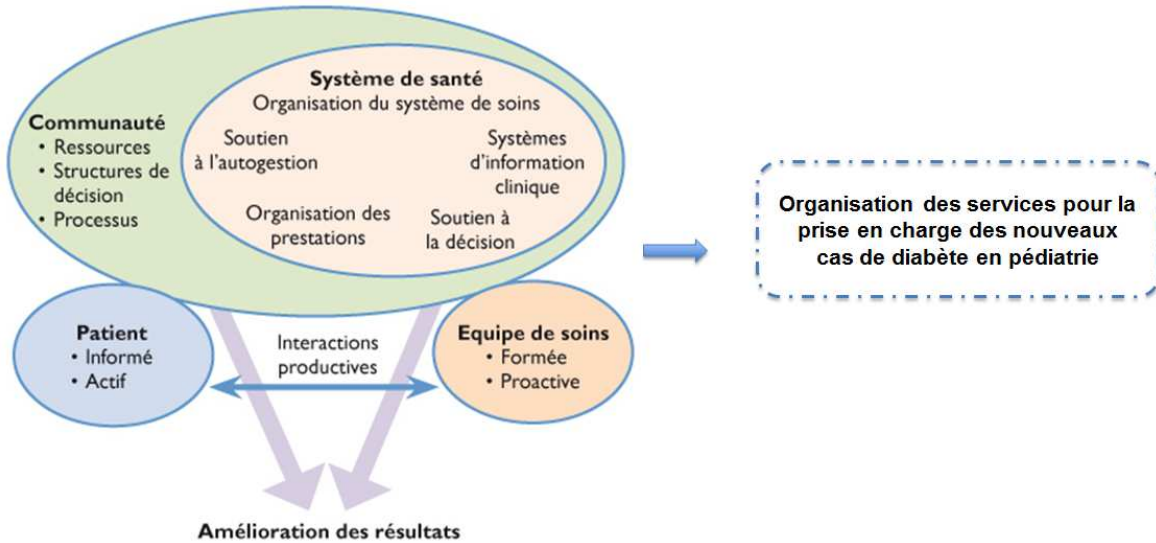 Système de santé
Organisation du système de soins
Communauté
• Ressources
• Structures de
décision
• Processus
Soutien
à l'autogestion
Systèmes
d'information
clinique
Organisation des
prestations
Soutien à
la décision
Organisation des services pour la
prise en charge des nouveaux
cas de diabète en pédiatrie
Patient
• Informé
• Actif
Interactions
productives
Equipe de soins
• Formée
• Proactive
Amélioration des résultats